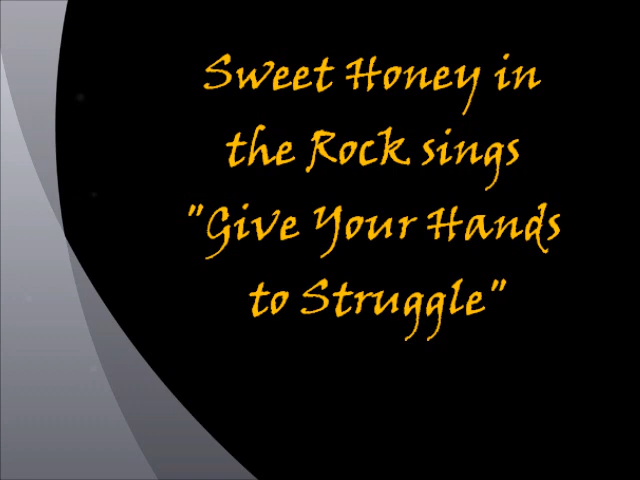 Sweet Honey in
the Rock sings
"Give Your Hands
to Struggle"